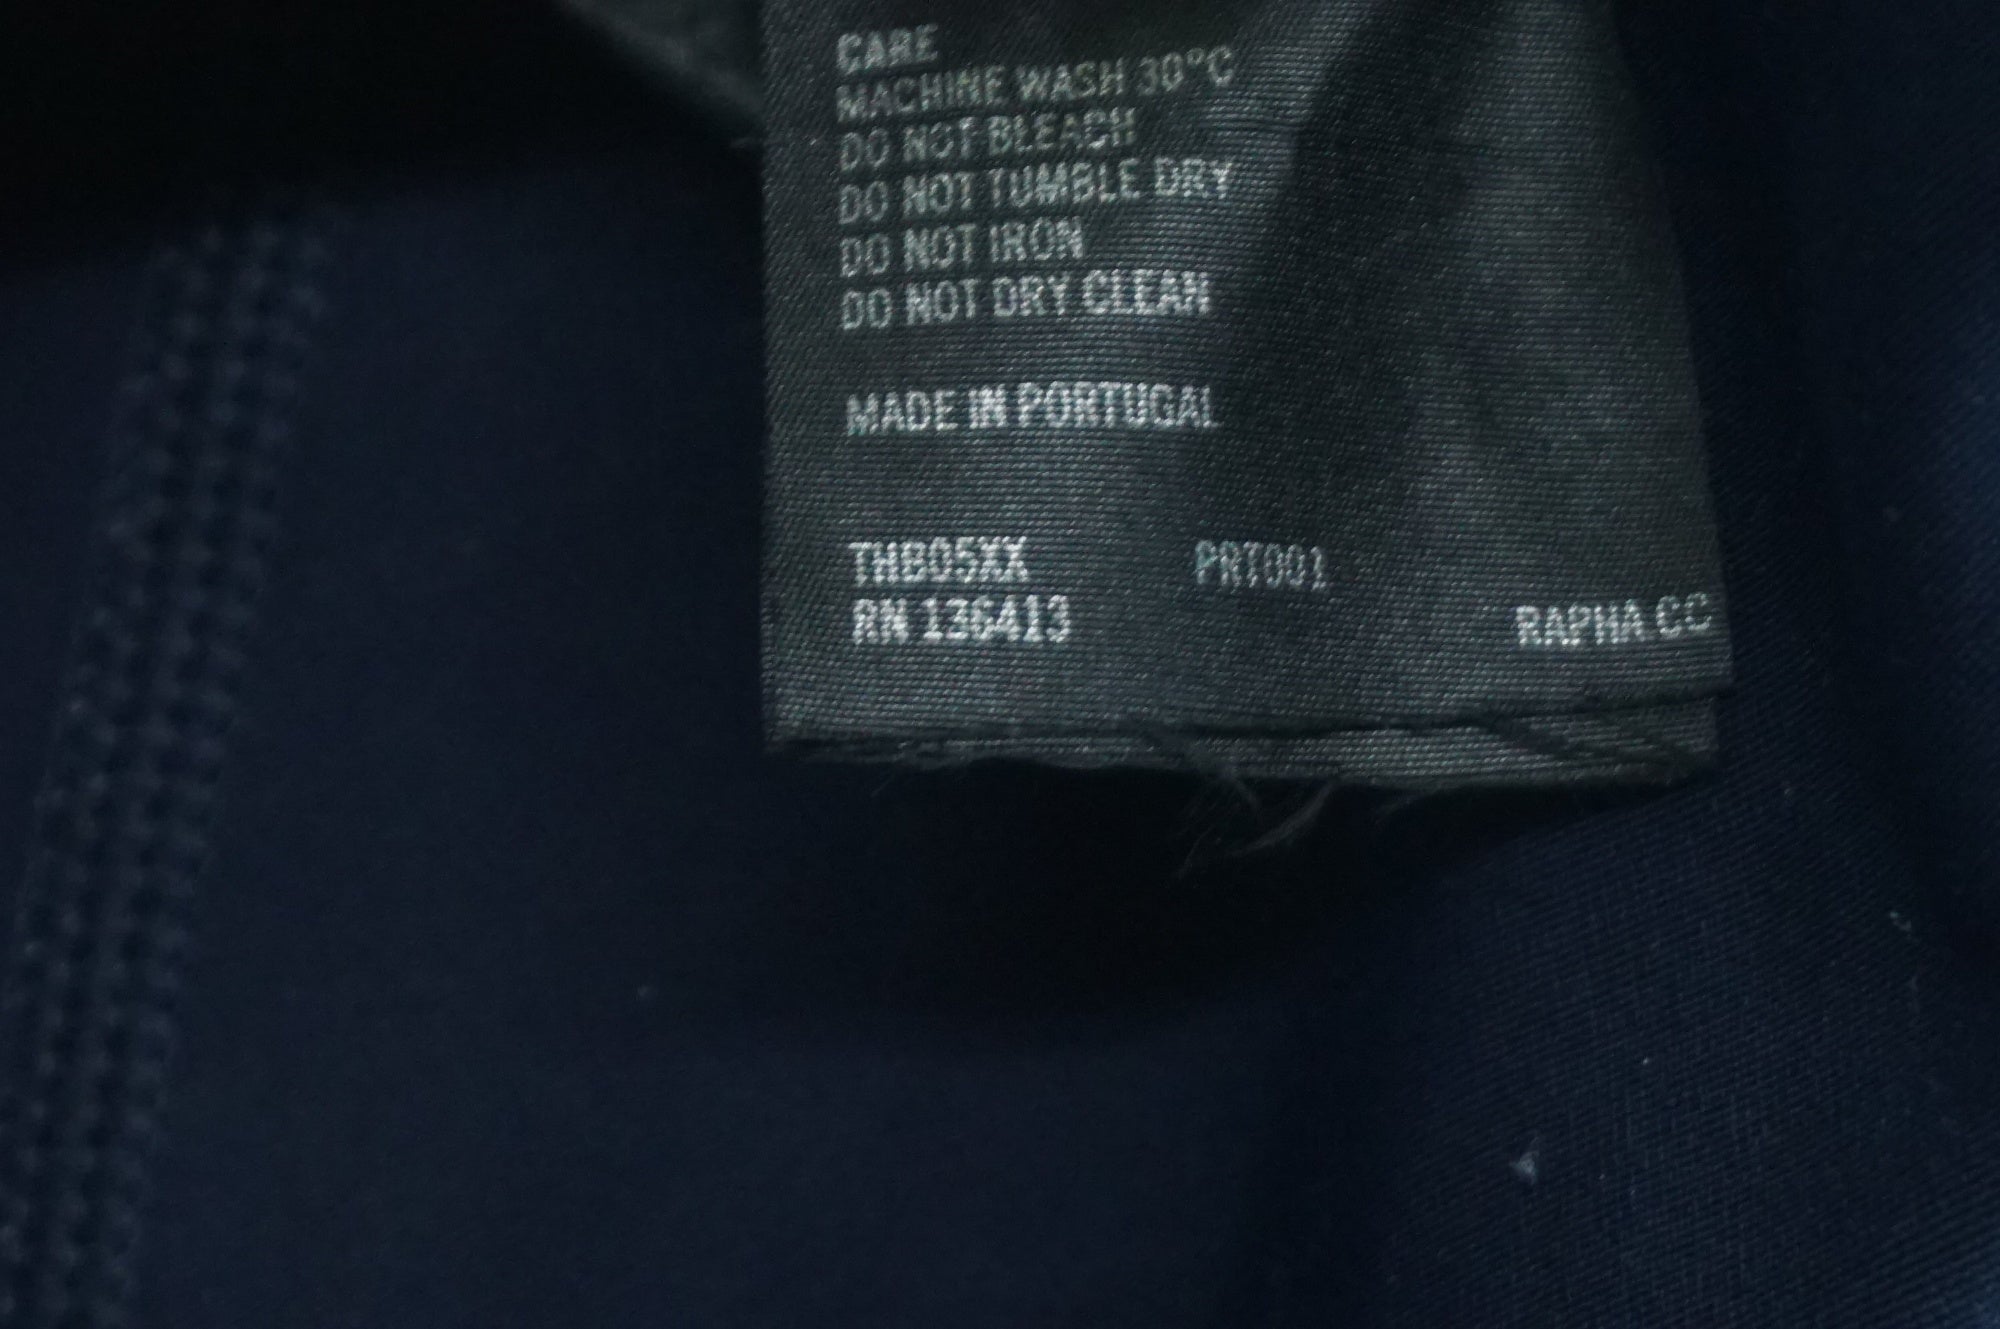 CARE
MACHINE WASH 30°C
DO NOT BLEACH
DO NOT TUMBLE DRY
DO NOT IRON
DO NOT DRY CLEAN
MADE IN PORTUGAL
THB05XX PRT001
RN 136413 RAPHA.CC